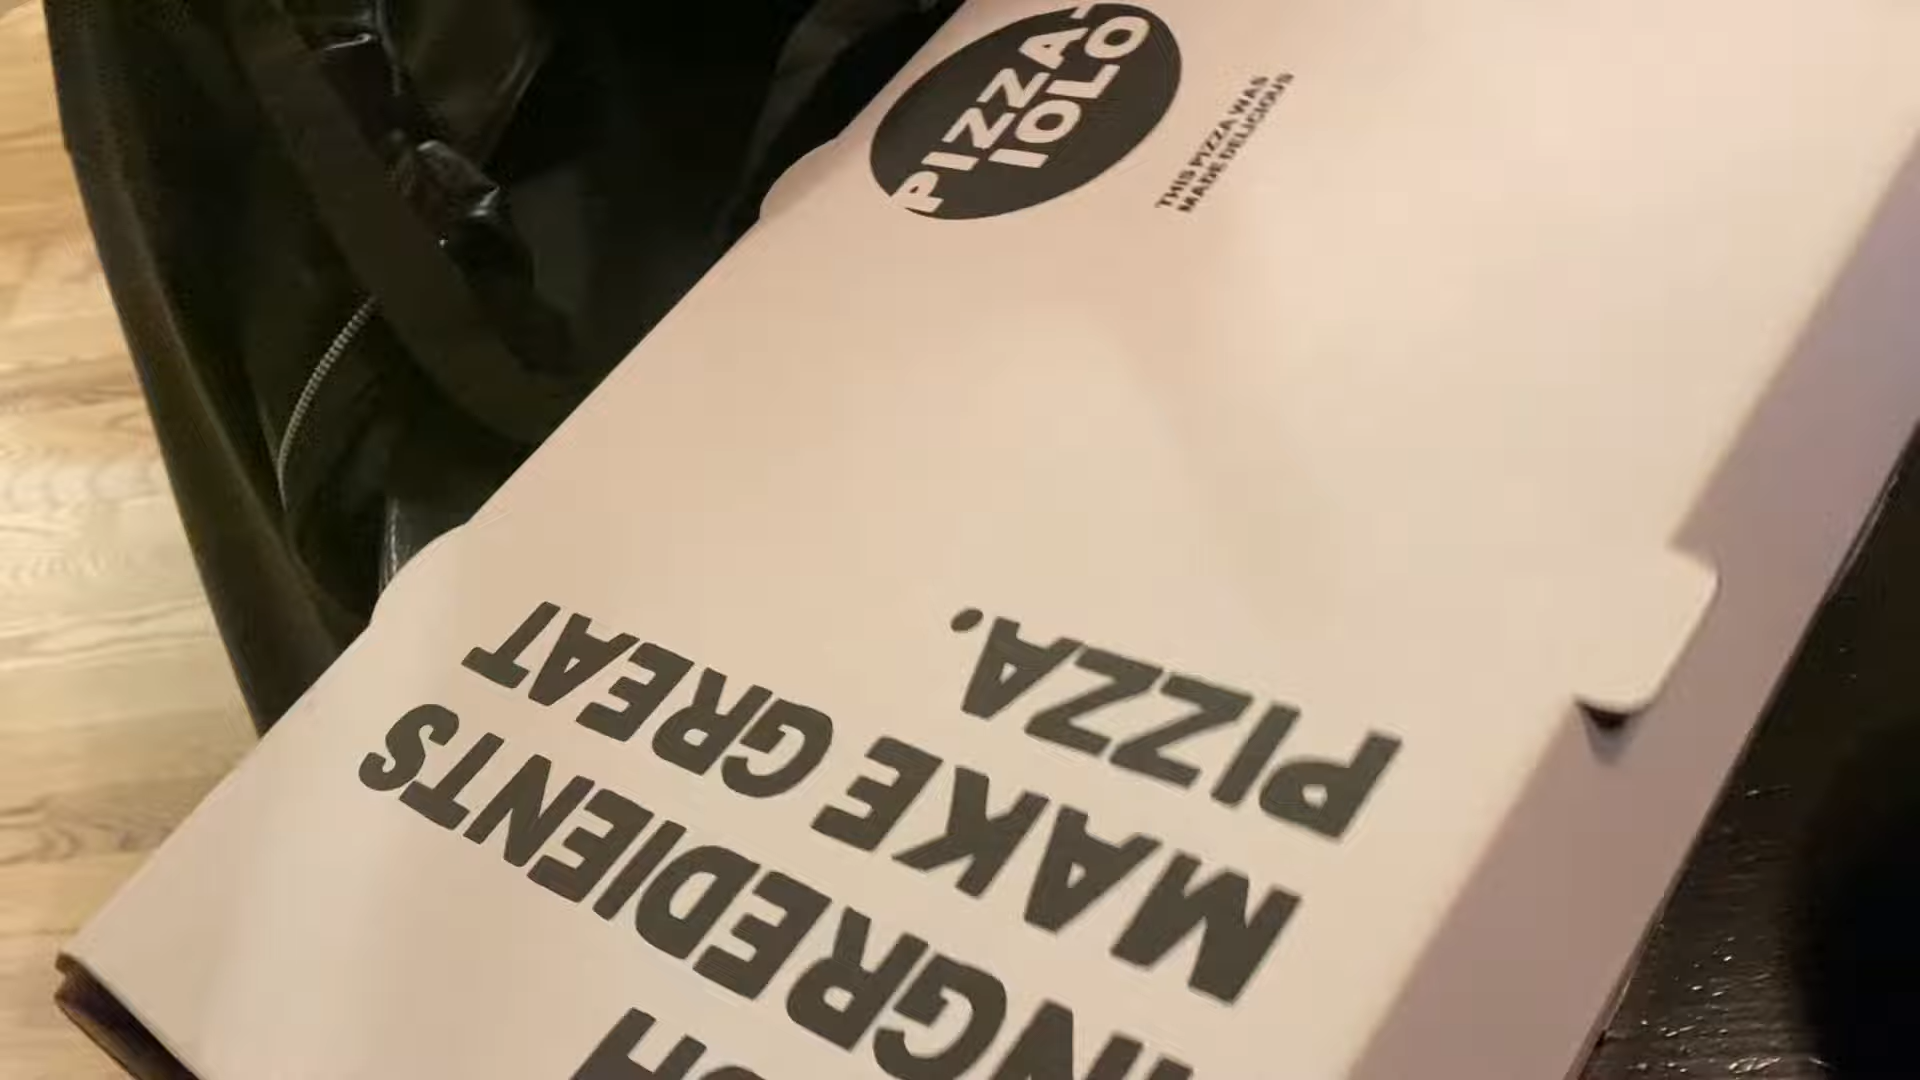 PIZZA-
IOLO
THIS PIZZA WAS
MADE DELICIOUS
INGREDIENTS
MAKE GREAT
PIZZA.